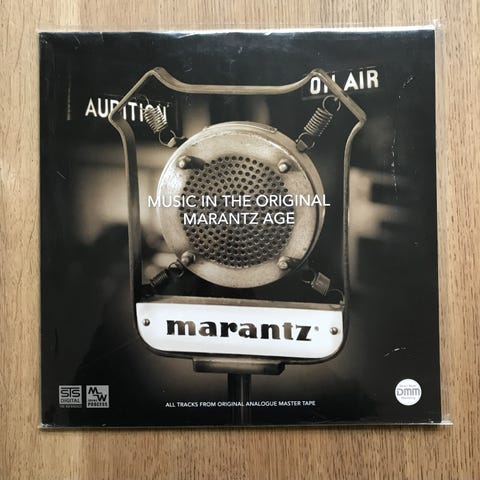 ON AIR
AUDITION
MUSIC IN THE ORIGINAL
MARANTZ AGE
marantz
STS
DIGITAL
MW
PROCESS
DMM
ALL TRACKS FROM ORIGINAL ANALOGUE MASTER TAPE